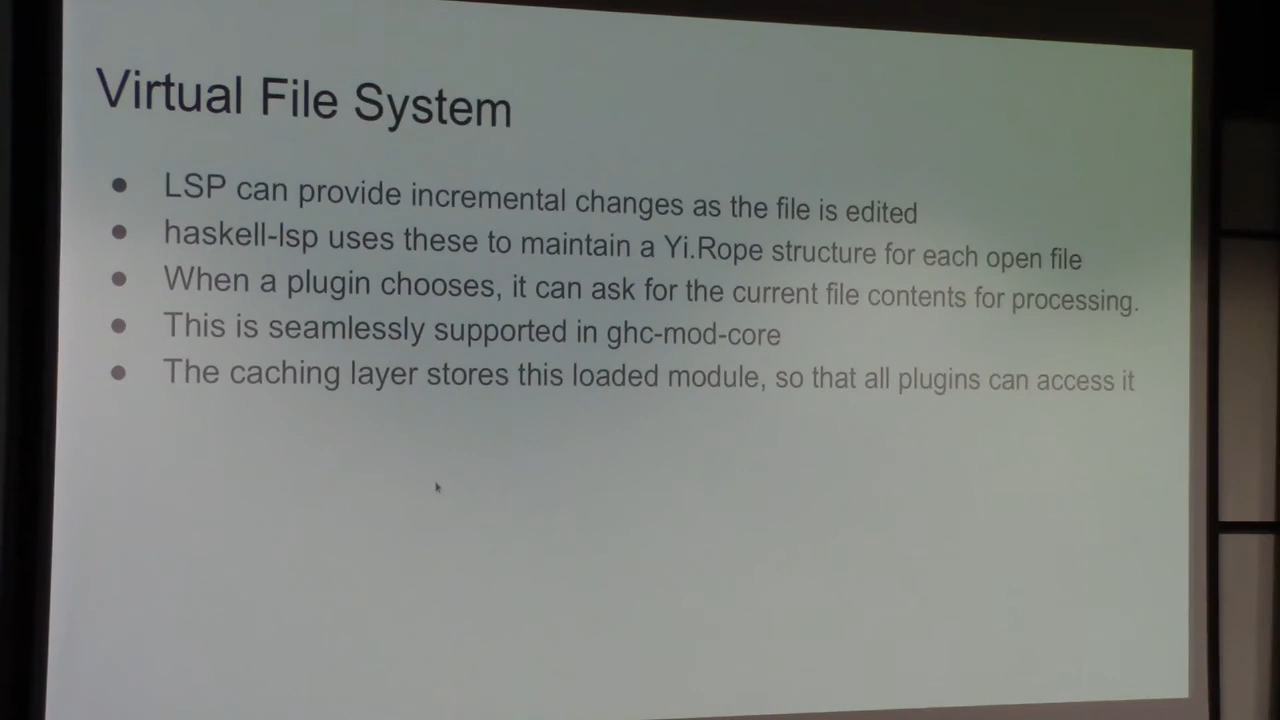 Virtual File System
● LSP can provide incremental changes as the file is edited
● haskell-lsp uses these to maintain a Yi.Rope structure for each open file
● When a plugin chooses, it can ask for the current file contents for processing.
● This is seamlessly supported in ghc-mod-core
● The caching layer stores this loaded module, so that all plugins can access it